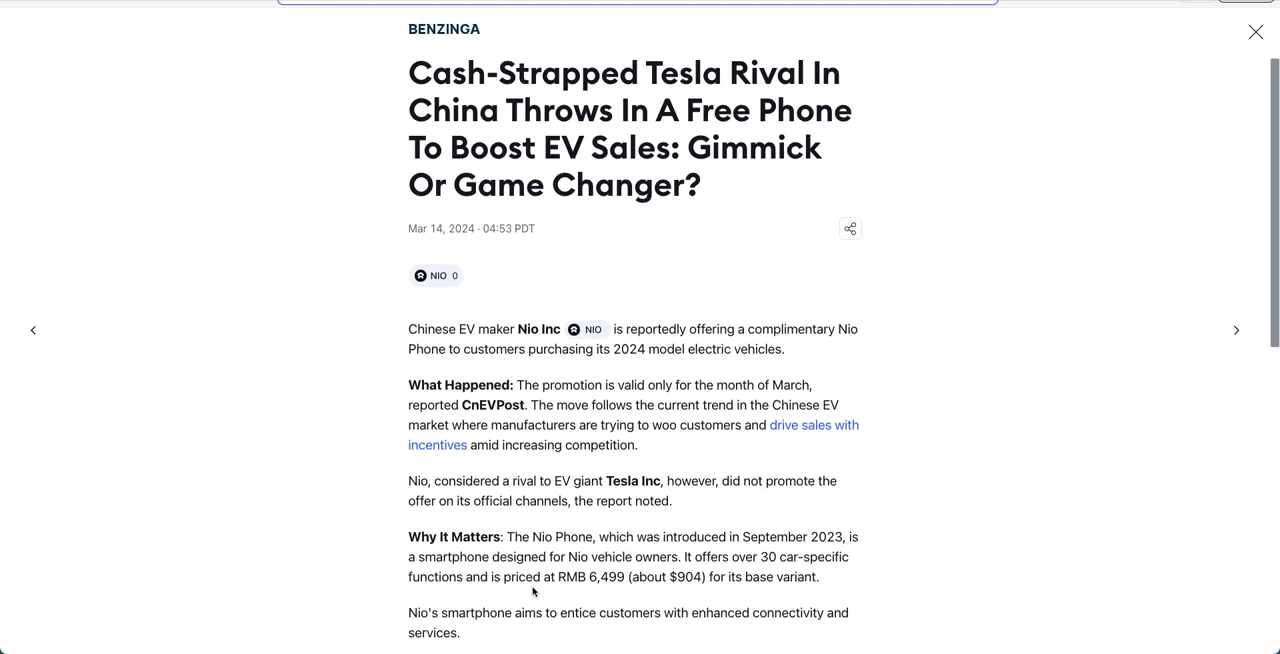 BENZINGA
Cash-Strapped Tesla Rival In
China Throws In A Free Phone
To Boost EV Sales: Gimmick
Or Game Changer?
Mar 14, 2024 · 04:53 PDT
NIO 0
Chinese EV maker Nio Inc NIO is reportedly offering a complimentary Nio
Phone to customers purchasing its 2024 model electric vehicles.
What Happened: The promotion is valid only for the month of March,
reported CnEVPost. The move follows the current trend in the Chinese EV
market where manufacturers are trying to woo customers and drive sales with
incentives amid increasing competition.
Nio, considered a rival to EV giant Tesla Inc, however, did not promote the
offer on its official channels, the report noted.
Why It Matters: The Nio Phone, which was introduced in September 2023, is
a smartphone designed for Nio vehicle owners. It offers over 30 car-specific
functions and is priced at RMB 6,499 (about $904) for its base variant.
Nio's smartphone aims to entice customers with enhanced connectivity and
services.